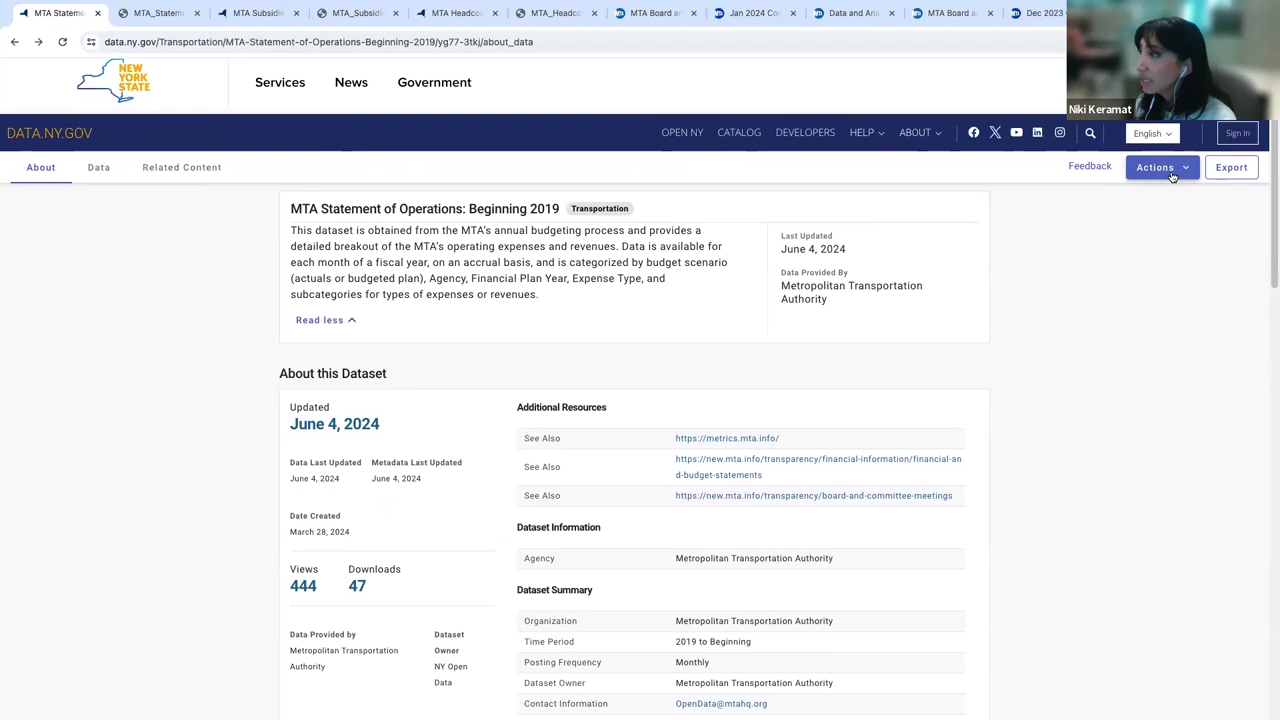 MTA Statemen
MTA_Statemi
MTA Subsidie
MTA_Subsidi
MTA Headcou
MTA_Headco
MTA Board an
Jan 2024 Con
Data and Ana
MTA Board an
Dec 2023
data.ny.gov/Transportation/MTA-Statement-of-Operations-Beginning-2019/yg77-3tkj/about_data
NEW
YORK
STATE
Services
News
Government
Niki Keramat
DATA.NY.GOV
OPEN NY
CATALOG
DEVELOPERS
HELP
ABOUT
English
Sign In
About
Data
Related Content
Feedback
Actions
Export
MTA Statement of Operations: Beginning 2019
Transportation
This dataset is obtained from the MTA's annual budgeting process and provides a
detailed breakout of the MTA's operating expenses and revenues. Data is available for
each month of a fiscal year, on an accrual basis, and is categorized by budget scenario
(actuals or budgeted plan), Agency, Financial Plan Year, Expense Type, and
subcategories for types of expenses or revenues.
Read less
Last Updated
June 4, 2024
Data Provided By
Metropolitan Transportation
Authority
About this Dataset
Updated
June 4, 2024
Data Last Updated
June 4, 2024
Metadata Last Updated
June 4, 2024
Date Created
March 28, 2024
Views
444
Downloads
47
Data Provided by
Metropolitan Transportation
Authority
Dataset
Owner
NY Open
Data
Additional Resources
See Also
https://metrics.mta.info/
See Also
https://new.mta.info/transparency/financial-information/financial-an
d-budget-statements
See Also
https://new.mta.info/transparency/board-and-committee-meetings
Dataset Information
Agency
Metropolitan Transportation Authority
Dataset Summary
Organization
Metropolitan Transportation Authority
Time Period
2019 to Beginning
Posting Frequency
Monthly
Dataset Owner
Metropolitan Transportation Authority
Contact Information
OpenData@mtahq.org